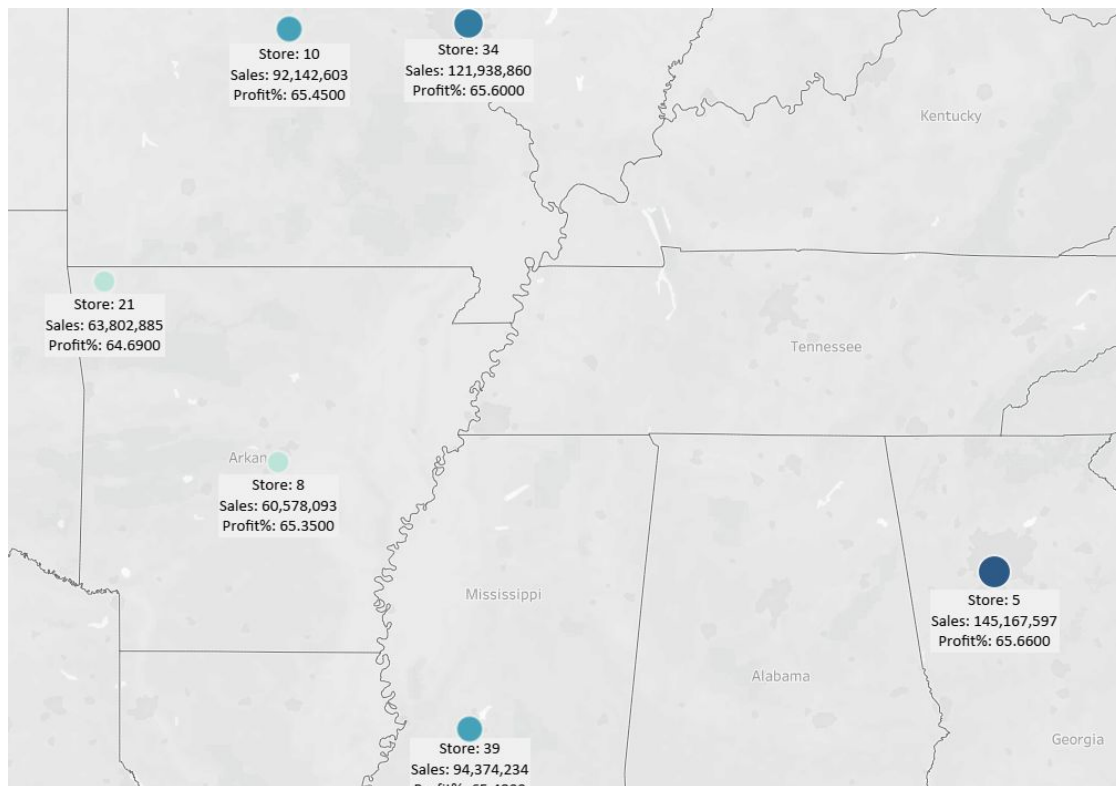 Store: 10
Sales: 92,142,603
Profit%: 65.4500
Store: 34
Sales: 121,938,860
Profit%: 65.6000
Kentucky
Store: 21
Sales: 63,802,885
Profit%: 64.6900
Tennessee
Arkan
Store: 8
Sales: 60,578,093
Profit%: 65.3500
Mississippi
Store: 5
Sales: 145,167,597
Profit%: 65.6600
Alabama
Georgia
Store: 39
Sales: 94,374,234